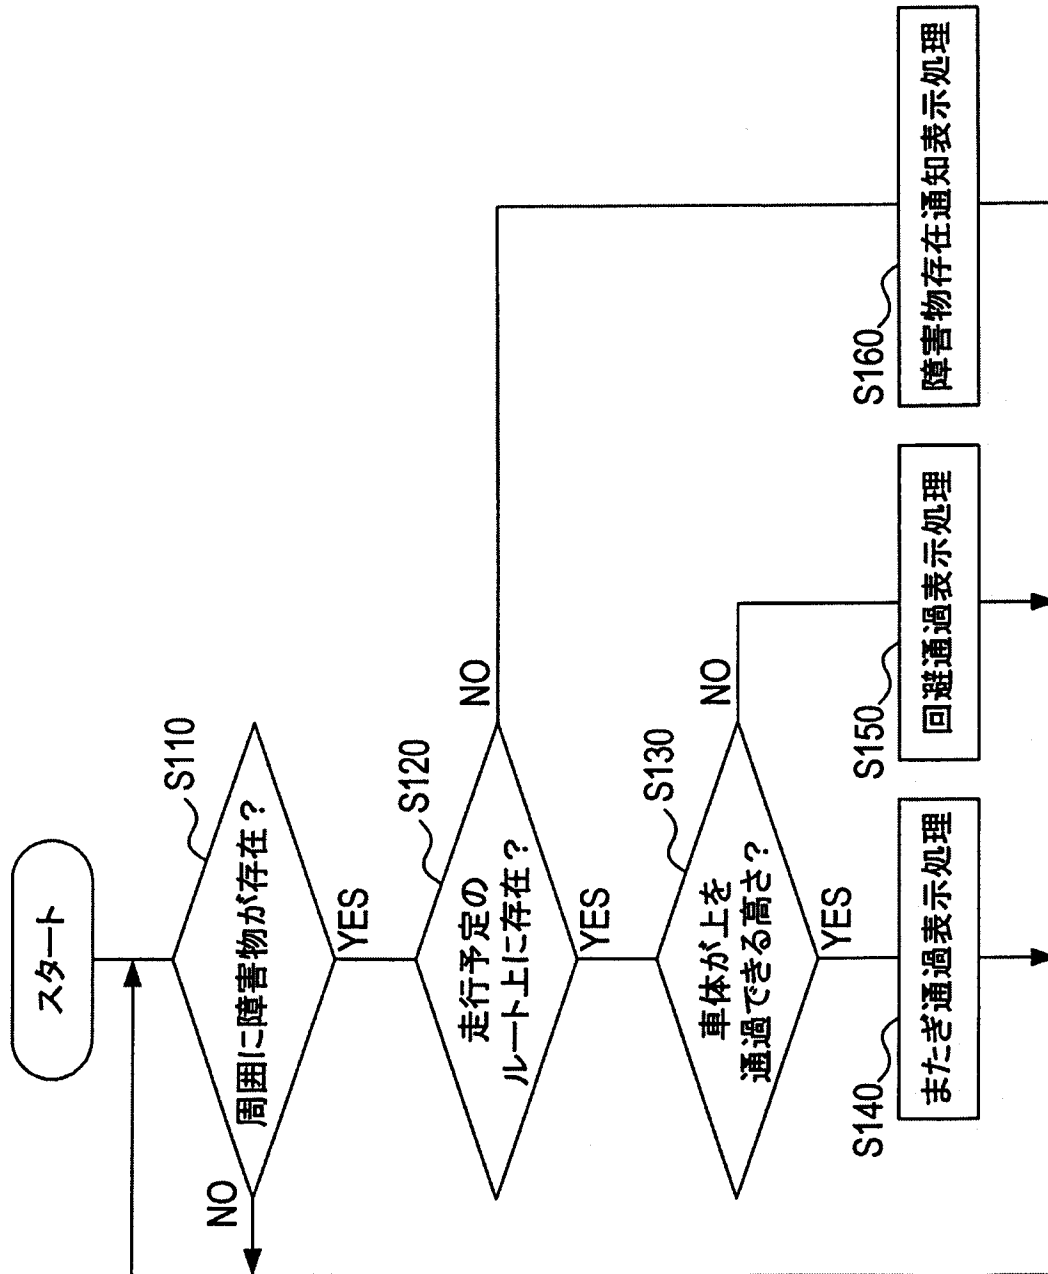 スタート
S110
周囲に障害物が存在?
NO
YES
S120
走行予定の
ルート上に存在?
NO
YES
S130
車体が上を
通過できる高さ?
NO
YES
S140
またぎ通過表示処理
S150
回避通過表示処理
S160
障害物存在通知表示処理